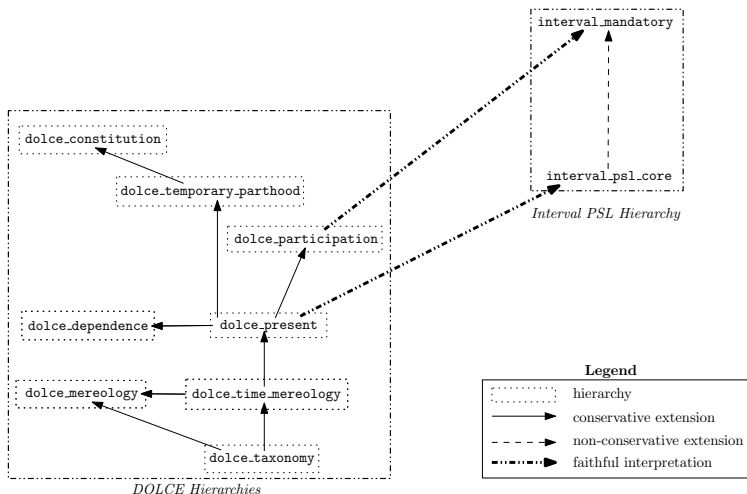 interval_mandatory
dolce_constitution
interval_psl_core
dolce_temporary_parthood
Interval PSL Hierarchy
dolce_participation
dolce_dependence
dolce_present
Legend
dolce_mereology
dolce_time_mereology
hierarchy
conservative extension
non-conservative extension
dolce_taxonomy
faithful interpretation
DOLCE Hierarchies